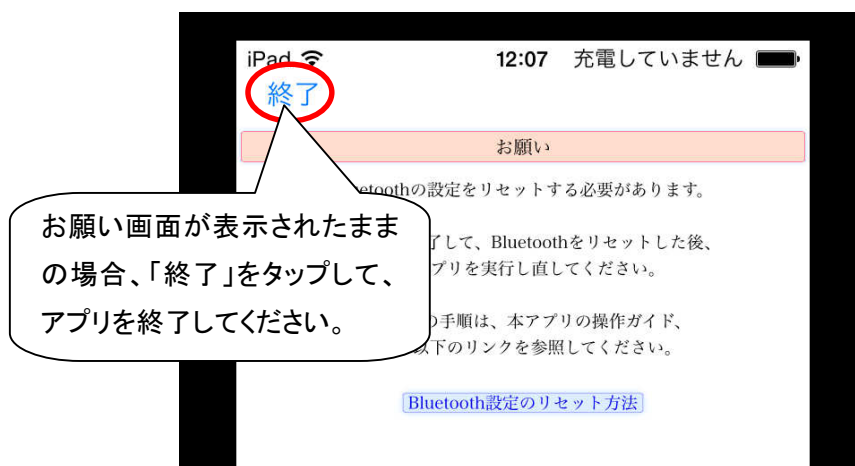 iPad 12:07 充電していません
終了
お願い
etoothの設定をリセットする必要があります。
了して、Bluetoothをリセットした後、
プリを実行し直してください。
の手順は、本アプリの操作ガイド、
以下のリンクを参照してください。
Bluetooth設定のリセット方法
お願い画面が表示されたまま
の場合、「終了」をタップして、
アプリを終了してください。